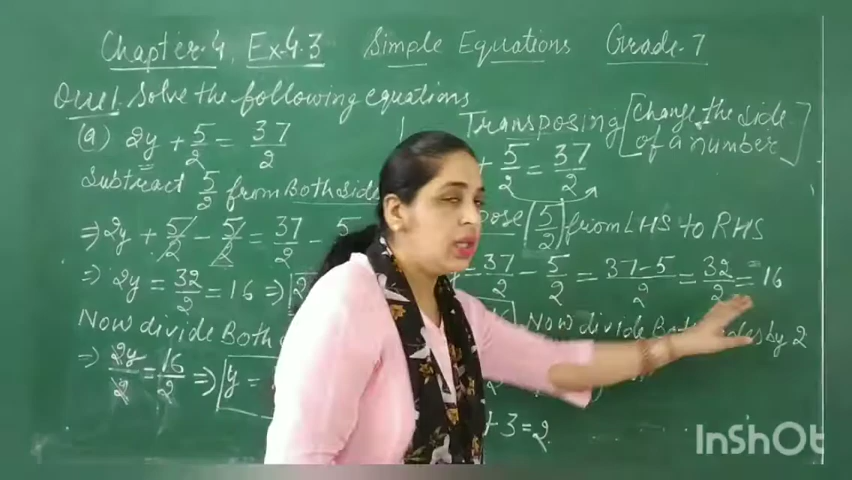 Chapter-4 Ex-4.3 Simple Equations Grade-7
Que1. Solve the following equations
(a) 2y + 5/2 = 37/2
Subtract 5/2 from Both Side
⇒ 2y + 5/2 - 5/2 = 37/2 - 5
⇒ 2y = 32/2 = 16 ⇒
Now divide Both
⇒ 2y/2 = 16/2 ⇒ y =
Transposing [Change the side
of a number]
+ 5/2 = 37/2
5/2 from LHS to RHS
= 37/2 - 5/2 = 37-5/2 = 32/2 = 16
Now divide Both sides by 2
+ 3 = 2
InShOt